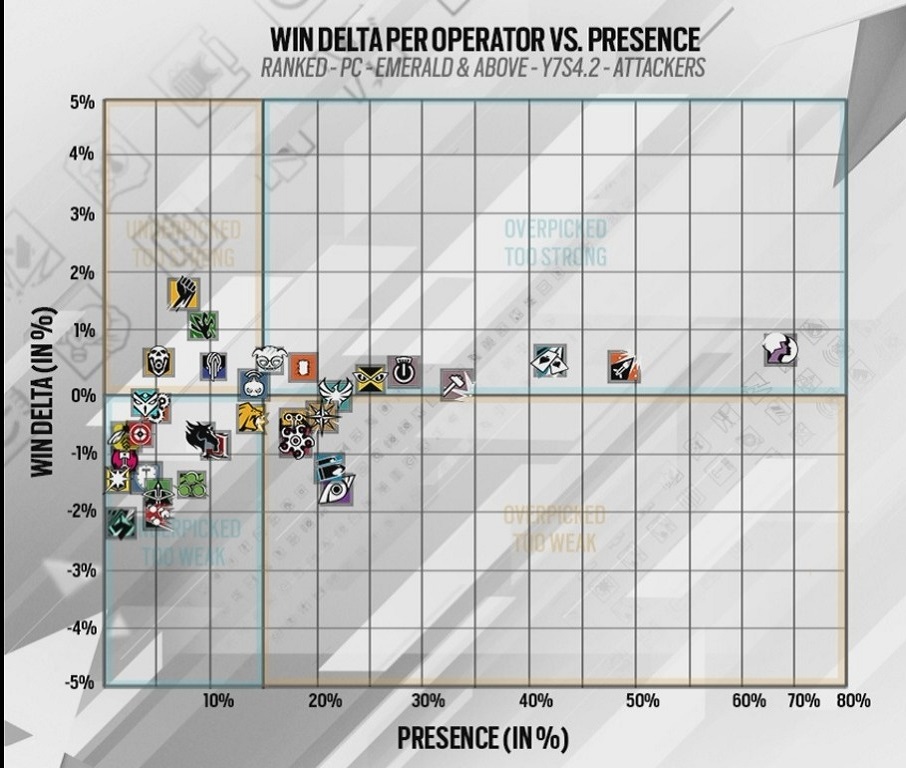 WIN DELTA PER OPERATOR VS. PRESENCE
RANKED - PC - EMERALD & ABOVE - Y7S4.2 - ATTACKERS
5%
4%
3%
2%
1%
0%
-1%
-2%
-3%
-4%
-5%
WIN DELTA (IN %)
UNDERPICKED
TOO STRONG
OVERPICKED
TOO STRONG
UNDERPICKED
TOO WEAK
OVERPICKED
TOO WEAK
10%
20%
30%
40%
50%
60%
70%
80%
PRESENCE (IN %)